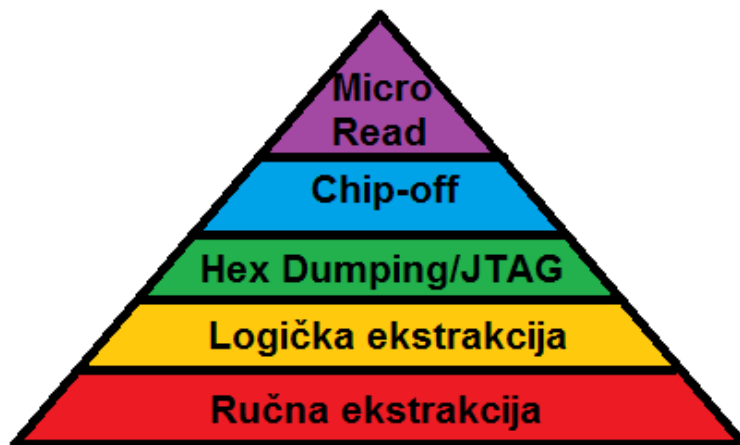 Micro
Read
Chip-off
Hex Dumping/JTAG
Logička ekstrakcija
Ručna ekstrakcija